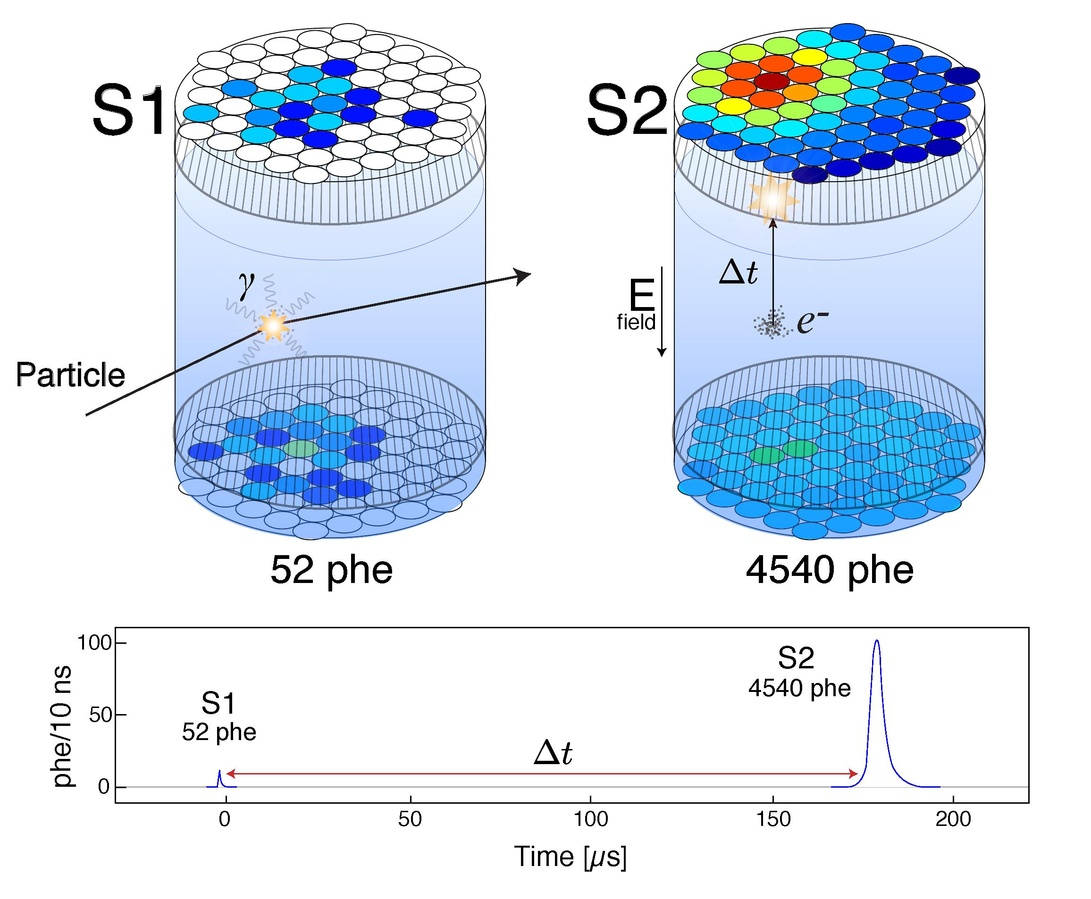 S1
S2
γ
Δt
E
field
e-
Particle
52 phe
4540 phe
100
50
0
phe/10 ns
S1
52 phe
S2
4540 phe
Δt
0
50
100
150
200
Time [μs]